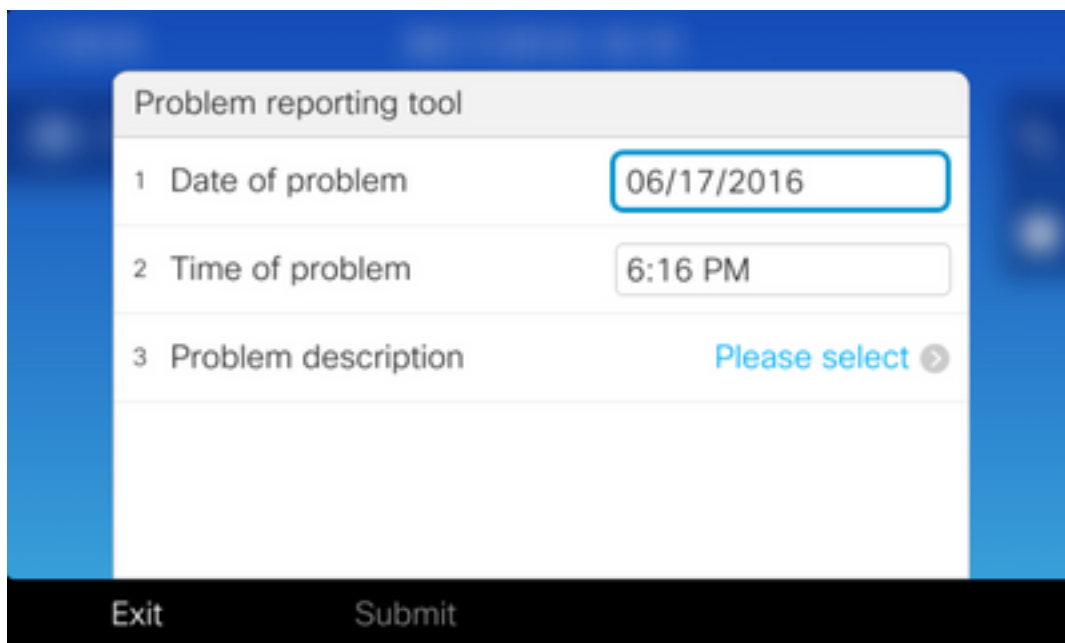 Problem reporting tool
1 Date of problem 06/17/2016
2 Time of problem 6:16 PM
3 Problem description Please select
Exit Submit